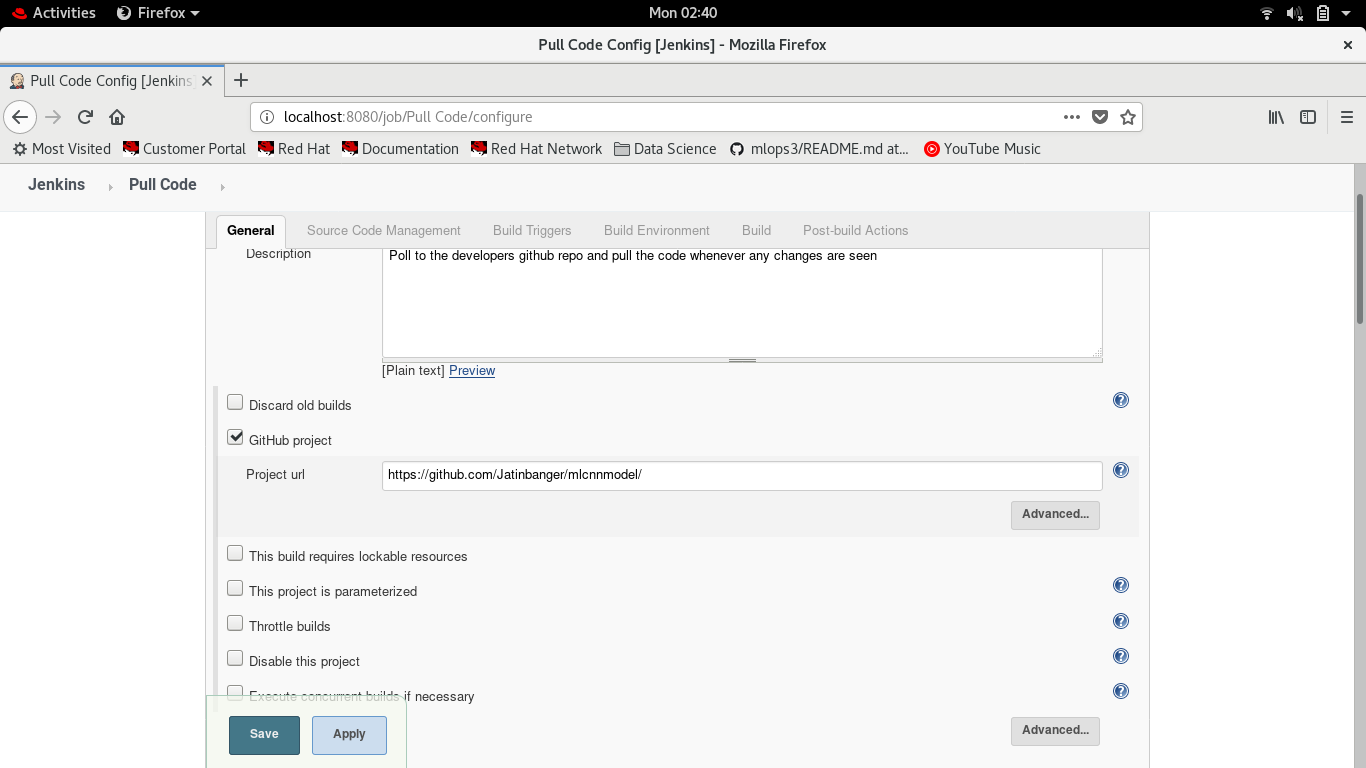 Activities Firefox Mon 02:40
Pull Code Config [Jenkins] - Mozilla Firefox
Pull Code Config [Jenkins
localhost:8080/job/Pull Code/configure
Most Visited Customer Portal Red Hat Documentation Red Hat Network Data Science mlops3/README.md at... YouTube Music
Jenkins Pull Code
General Source Code Management Build Triggers Build Environment Build Post-build Actions
Description Poll to the developers github repo and pull the code whenever any changes are seen
[Plain text] Preview
Discard old builds
GitHub project
Project url https://github.com/Jatinbanger/mlcnnmodel/
Advanced...
This build requires lockable resources
This project is parameterized
Throttle builds
Disable this project
Execute concurrent builds if necessary
Save Apply Advanced...